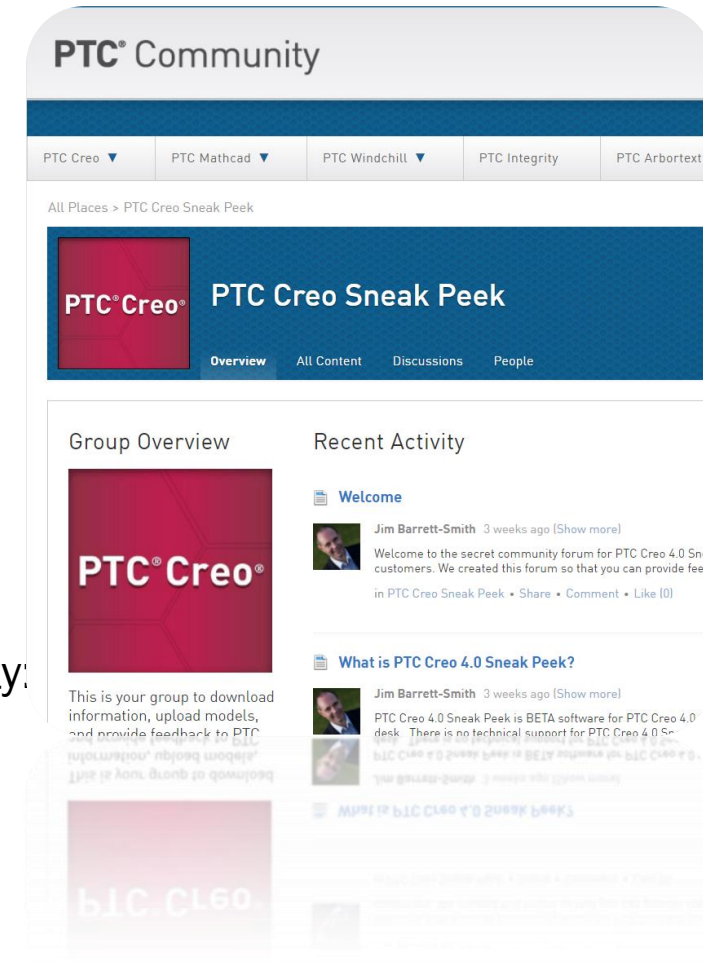 PTC® Community
PTC Creo ▼ PTC Mathcad ▼ PTC Windchill ▼ PTC Integrity PTC Arbortext
All Places > PTC Creo Sneak Peek
PTC® Creo®
PTC Creo Sneak Peek
Overview All Content Discussions People
Group Overview
PTC® Creo®
This is your group to download
information, upload models,
and provide feedback to PTC
Recent Activity
Welcome
Jim Barrett-Smith 3 weeks ago (Show more)
Welcome to the secret community forum for PTC Creo 4.0
customers. We created this forum so that you can provide
in PTC Creo Sneak Peek • Share • Comment • Like (0)
What is PTC Creo 4.0 Sneak Peek?
Jim Barrett-Smith 3 weeks ago (Show more)
PTC Creo 4.0 Sneak Peek is BETA software for PTC Creo 4.0
desk. There is no technical support for PTC Creo 4.0